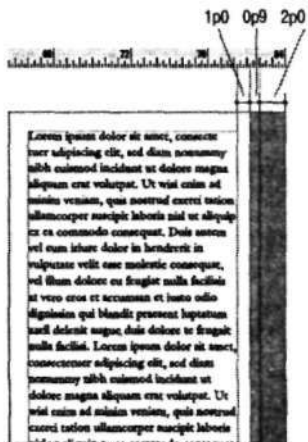 1p0 0p9 2p0
66 72 78 84
Lorem ipsum dolor sit amet, consecte
tuer adipiscing elit, sed diam nonummy
nibh euismod incidunt ut dolore magna
aliquam erat volutpat. Ut wisi enim ad
minim veniam, quis nostrud exerci tation
ullamcorper suscipit laboris nisl ut aliquip
ex ea commodo consequat. Duis autem
vel eum iriure dolor in hendrerit in
vulputate velit esse molestie consequat,
vel illum dolore eu feugiat nulla facilisis
at vero eros et accumsan et iusto odio
dignissim qui blandit praesent luptatum
zzril delenit augue, duis dolore te feugait
nulla facilisi. Lorem ipsum dolor sit amet,
consectetuer adipiscing elit, sed diam
nonummy nibh euismod incidunt ut
dolore magna aliquam erat volutpat. Ut
wisi enim ad minim veniam, quis nostrud
exerci tation ullamcorper suscipit laboris